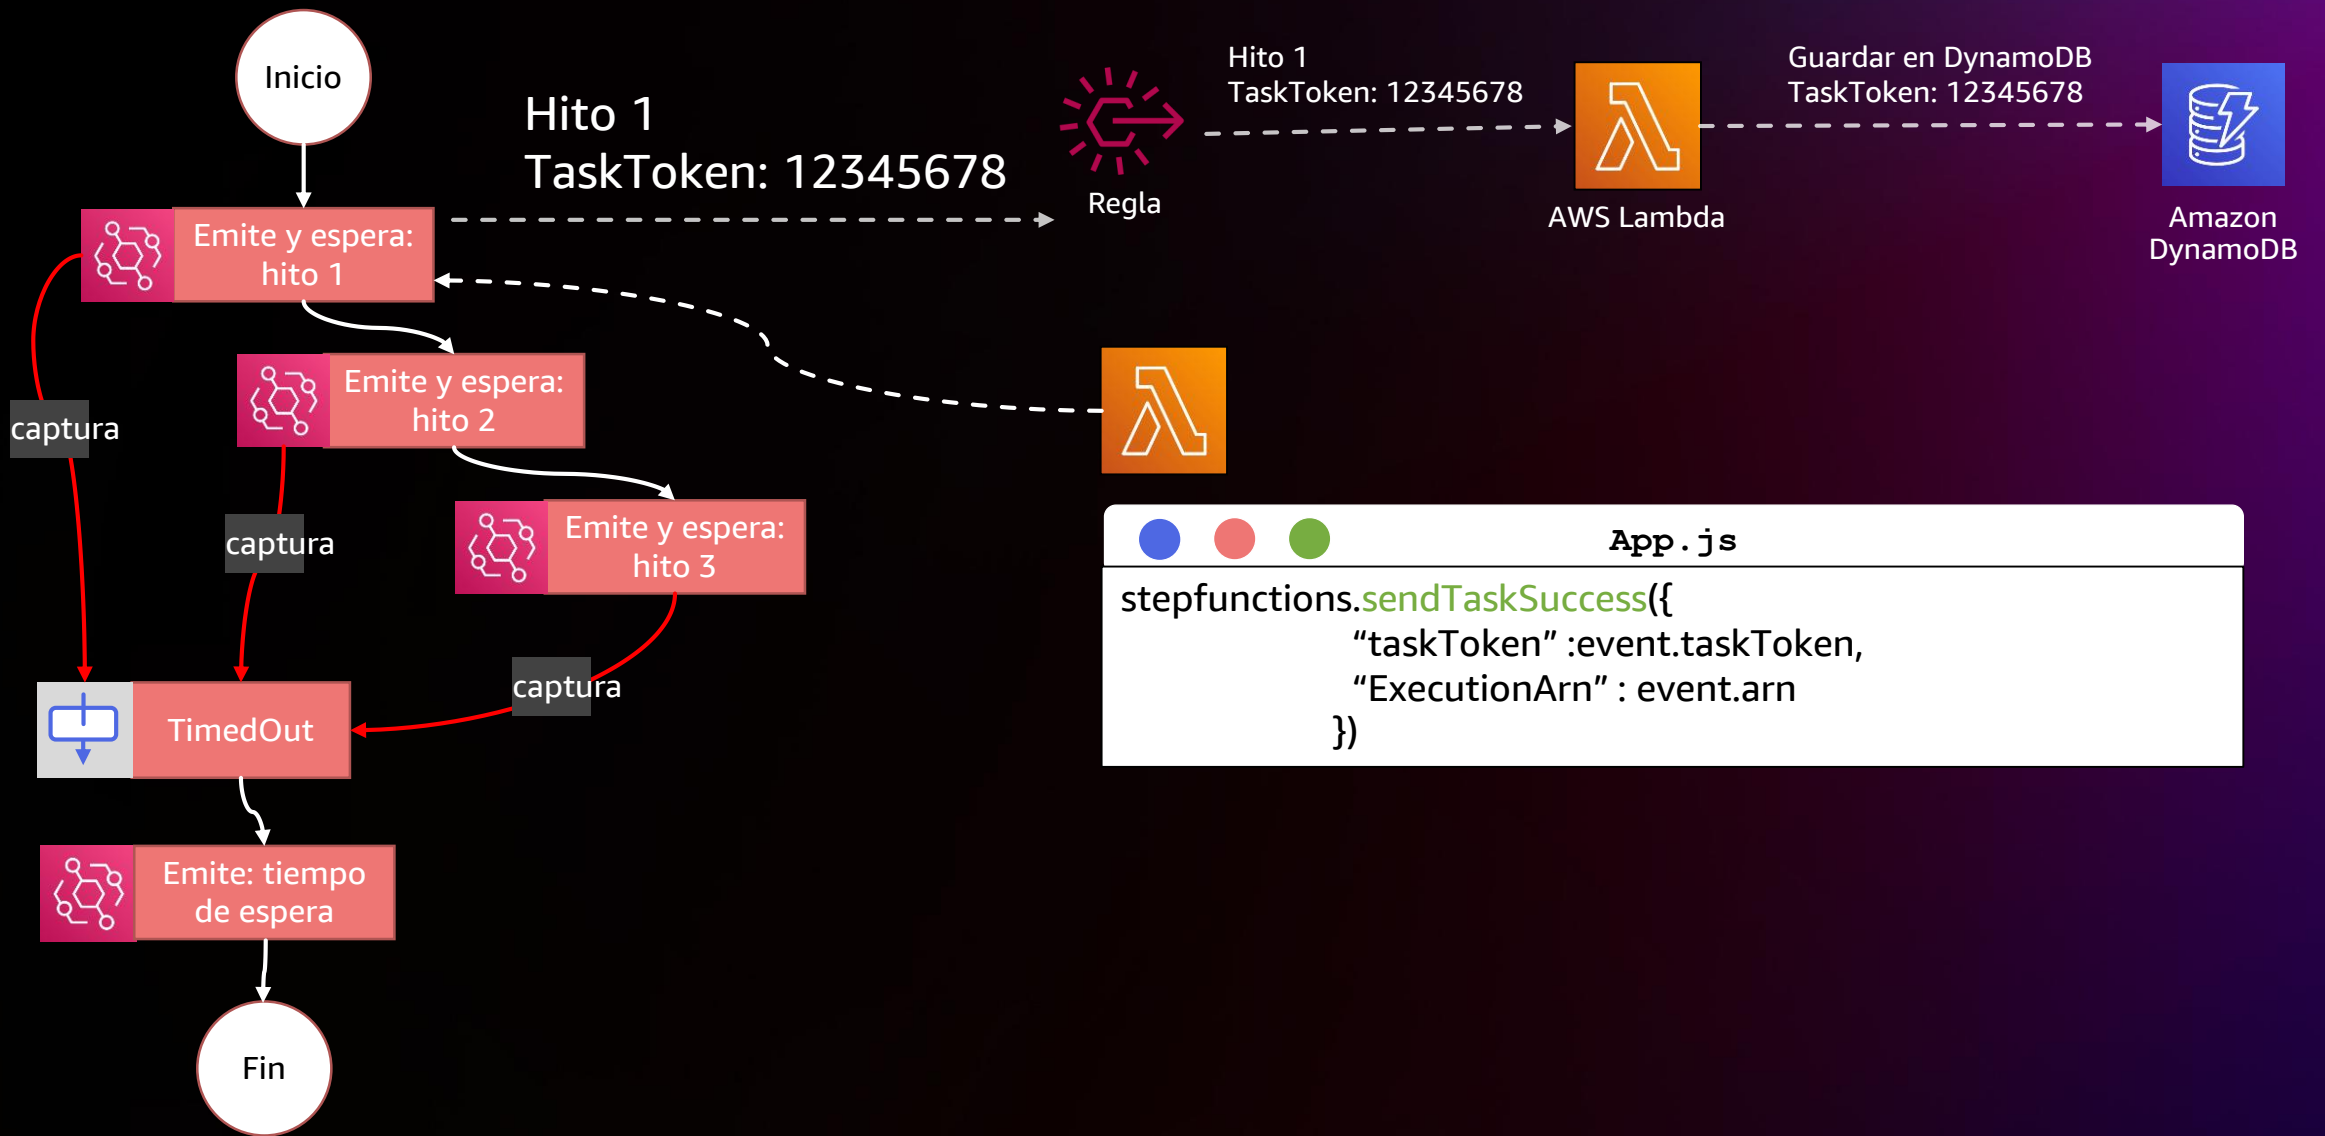 Inicio
Hito 1
TaskToken: 12345678
Regla
Hito 1
TaskToken: 12345678
AWS Lambda
Guardar en DynamoDB
TaskToken: 12345678
Amazon
DynamoDB
Emite y espera:
hito 1
Emite y espera:
hito 2
captura
captura
Emite y espera:
hito 3
captura
TimedOut
Emite: tiempo
de espera
Fin
App.js
stepfunctions.sendTaskSuccess({
“taskToken” :event.taskToken,
“ExecutionArn” : event.arn
})